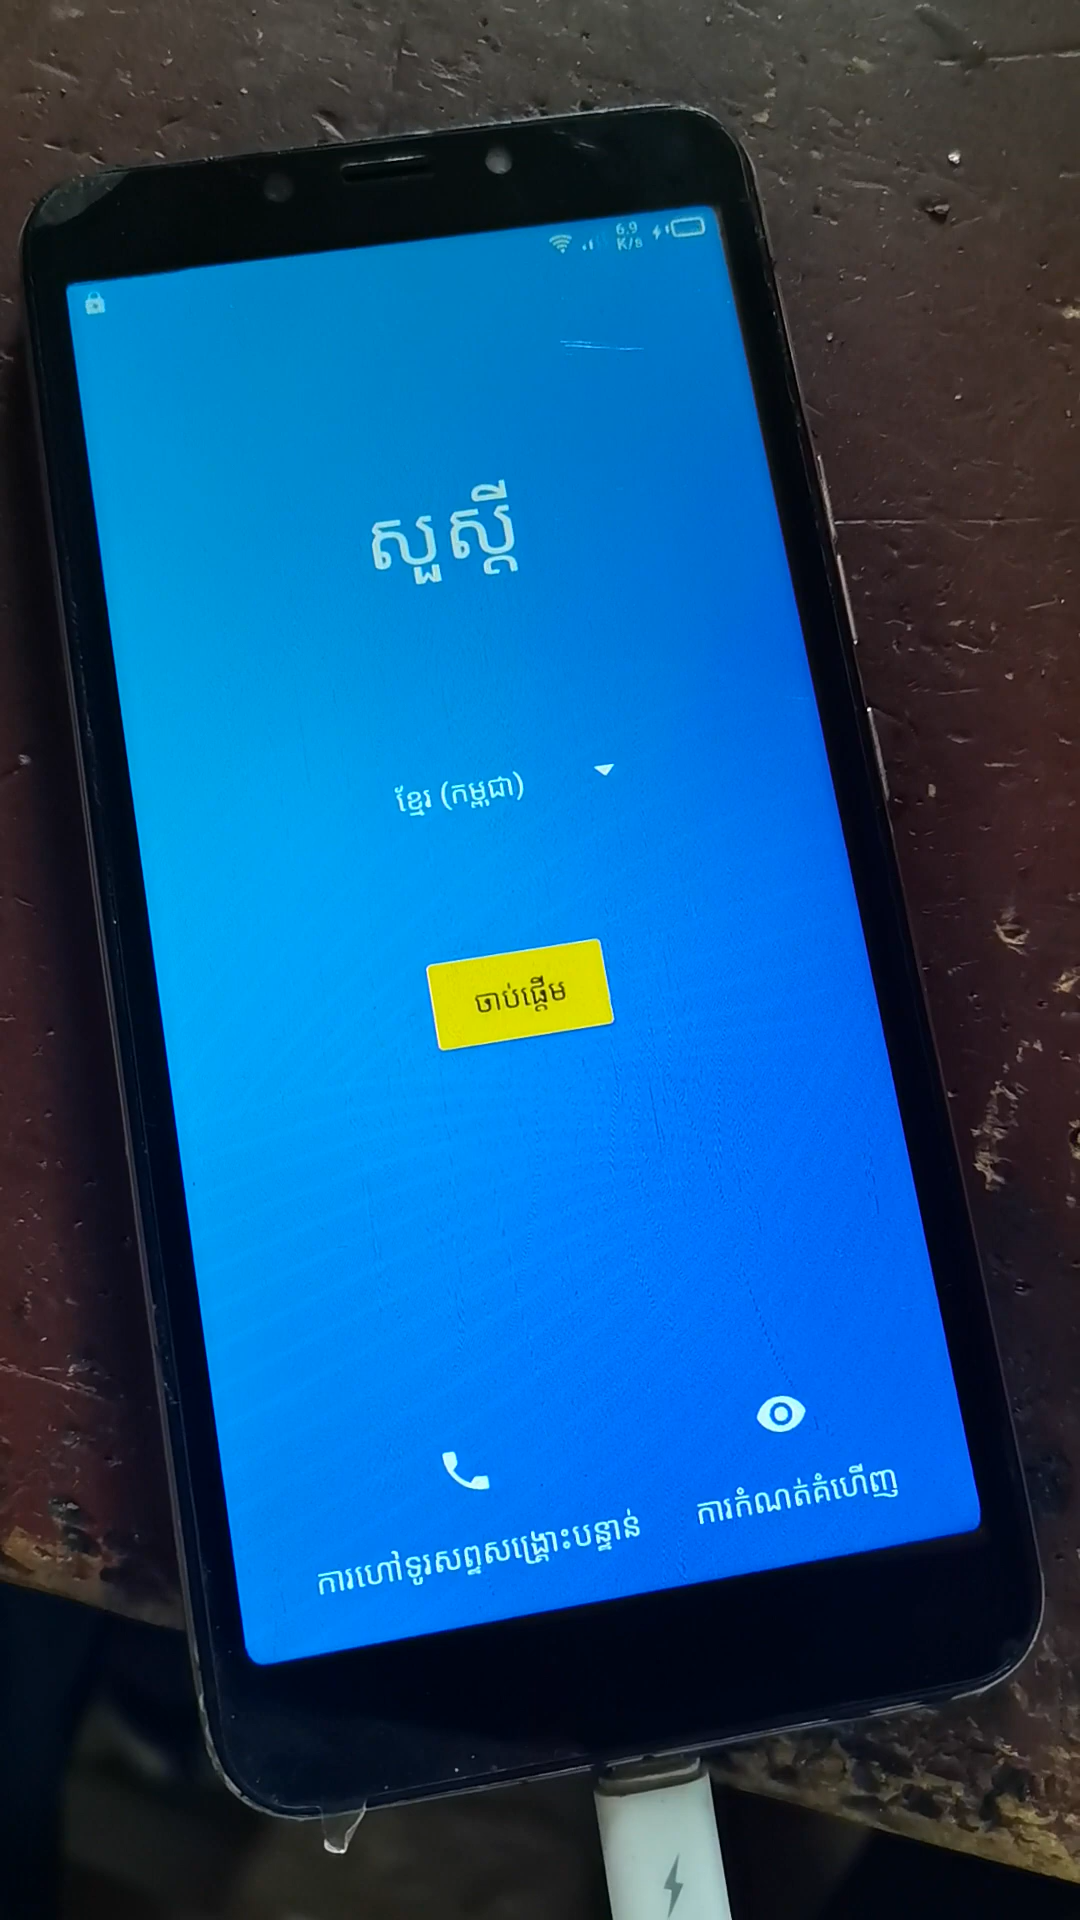 6.9
K/s
សួស្តី
ខ្មែរ (កម្ពុជា)
ចាប់ផ្ដើម
ការហៅទូរសព្ទសង្គ្រោះបន្ទាន់
ការកំណត់គំហើញ